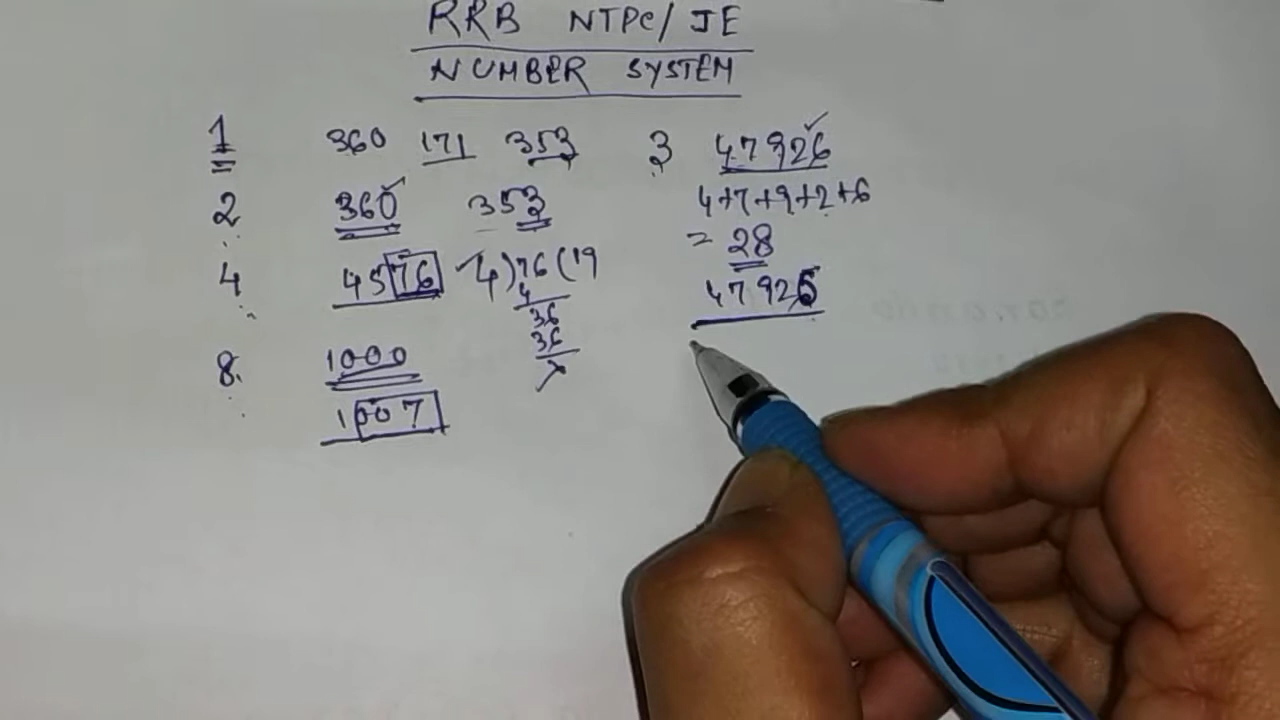 RRB NTPC/JE
NUMBER SYSTEM
1 360 171 353
2 360 353
4 4576 4)76(19
4
36
36
×
8. 1000
1007
3 47926
4+7+9+2+6
= 28
47925